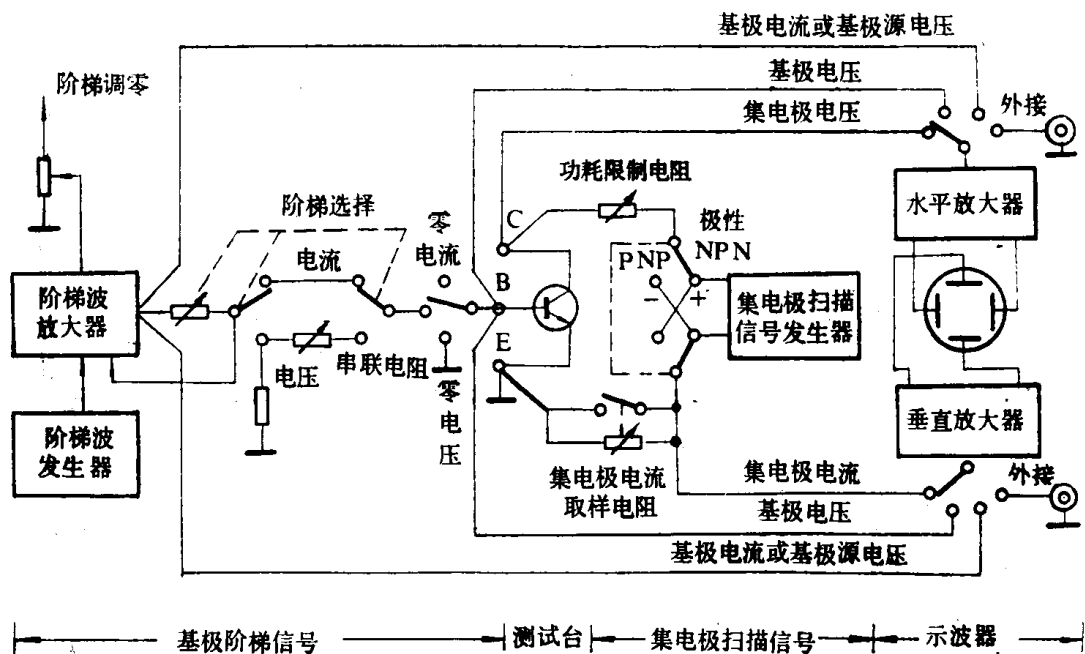 基极电流或基极源电压
基极电压
集电极电压
外接
阶梯调零
功耗限制电阻
水平放大器
阶梯选择
零
电流
C
极性
NPN
PNP
电流
B
-
+
阶梯波
放大器
集电极扫描
信号发生器
E
电压
串联电阻
零
电
压
垂直放大器
阶梯波
发生器
集电极电流
取样电阻
集电极电流
外接
基极电压
基极电流或基极源电压
基极阶梯信号
测试台
集电极扫描信号
示波器